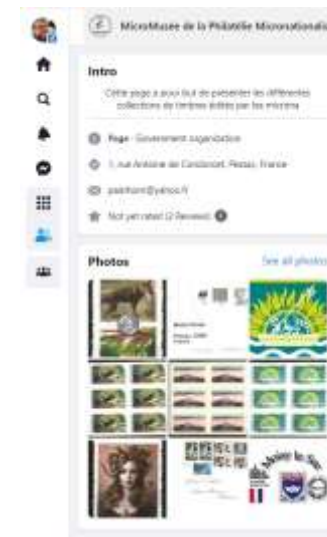 MicroMusée de la Philatélie Micronationale
Intro
Cette page a pour but de présenter les différentes
collections de timbres édités par les micros
Page · Government organization
1, rue Antoine de Condorcet, Pessac, France
Not yet rated (2 Reviews)
Photos
See all photos